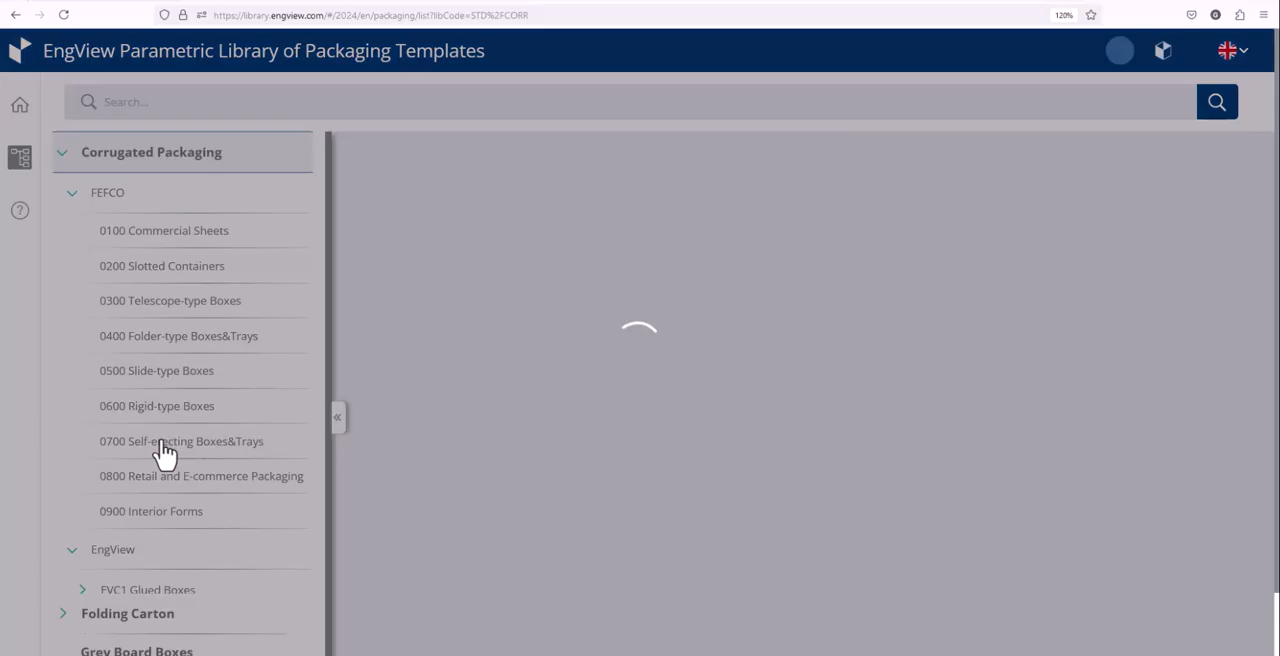 https://library.engview.com/#/2024/en/packaging/list?libCode=STD%2FCORR
120%
EngView Parametric Library of Packaging Templates
Search...
Corrugated Packaging
FEFCO
0100 Commercial Sheets
0200 Slotted Containers
0300 Telescope-type Boxes
0400 Folder-type Boxes&Trays
0500 Slide-type Boxes
0600 Rigid-type Boxes
0700 Self-erecting Boxes&Trays
0800 Retail and E-commerce Packaging
0900 Interior Forms
EngView
EVC1 Glued Boxes
Folding Carton
Grey Board Boxes